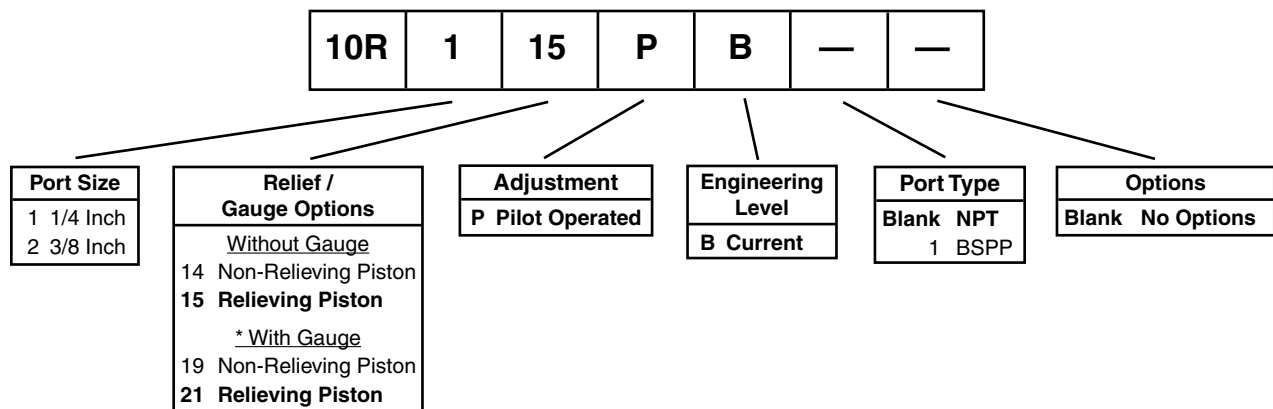 10R 1 15 P B — —
Port Size
1 1/4 Inch
2 3/8 Inch
Relief /
Gauge Options
Without Gauge
14 Non-Relieving Piston
15 Relieving Piston
* With Gauge
19 Non-Relieving Piston
21 Relieving Piston
Adjustment
P Pilot Operated
Engineering
Level
B Current
Port Type
Blank NPT
1 BSPP
Options
Blank No Options